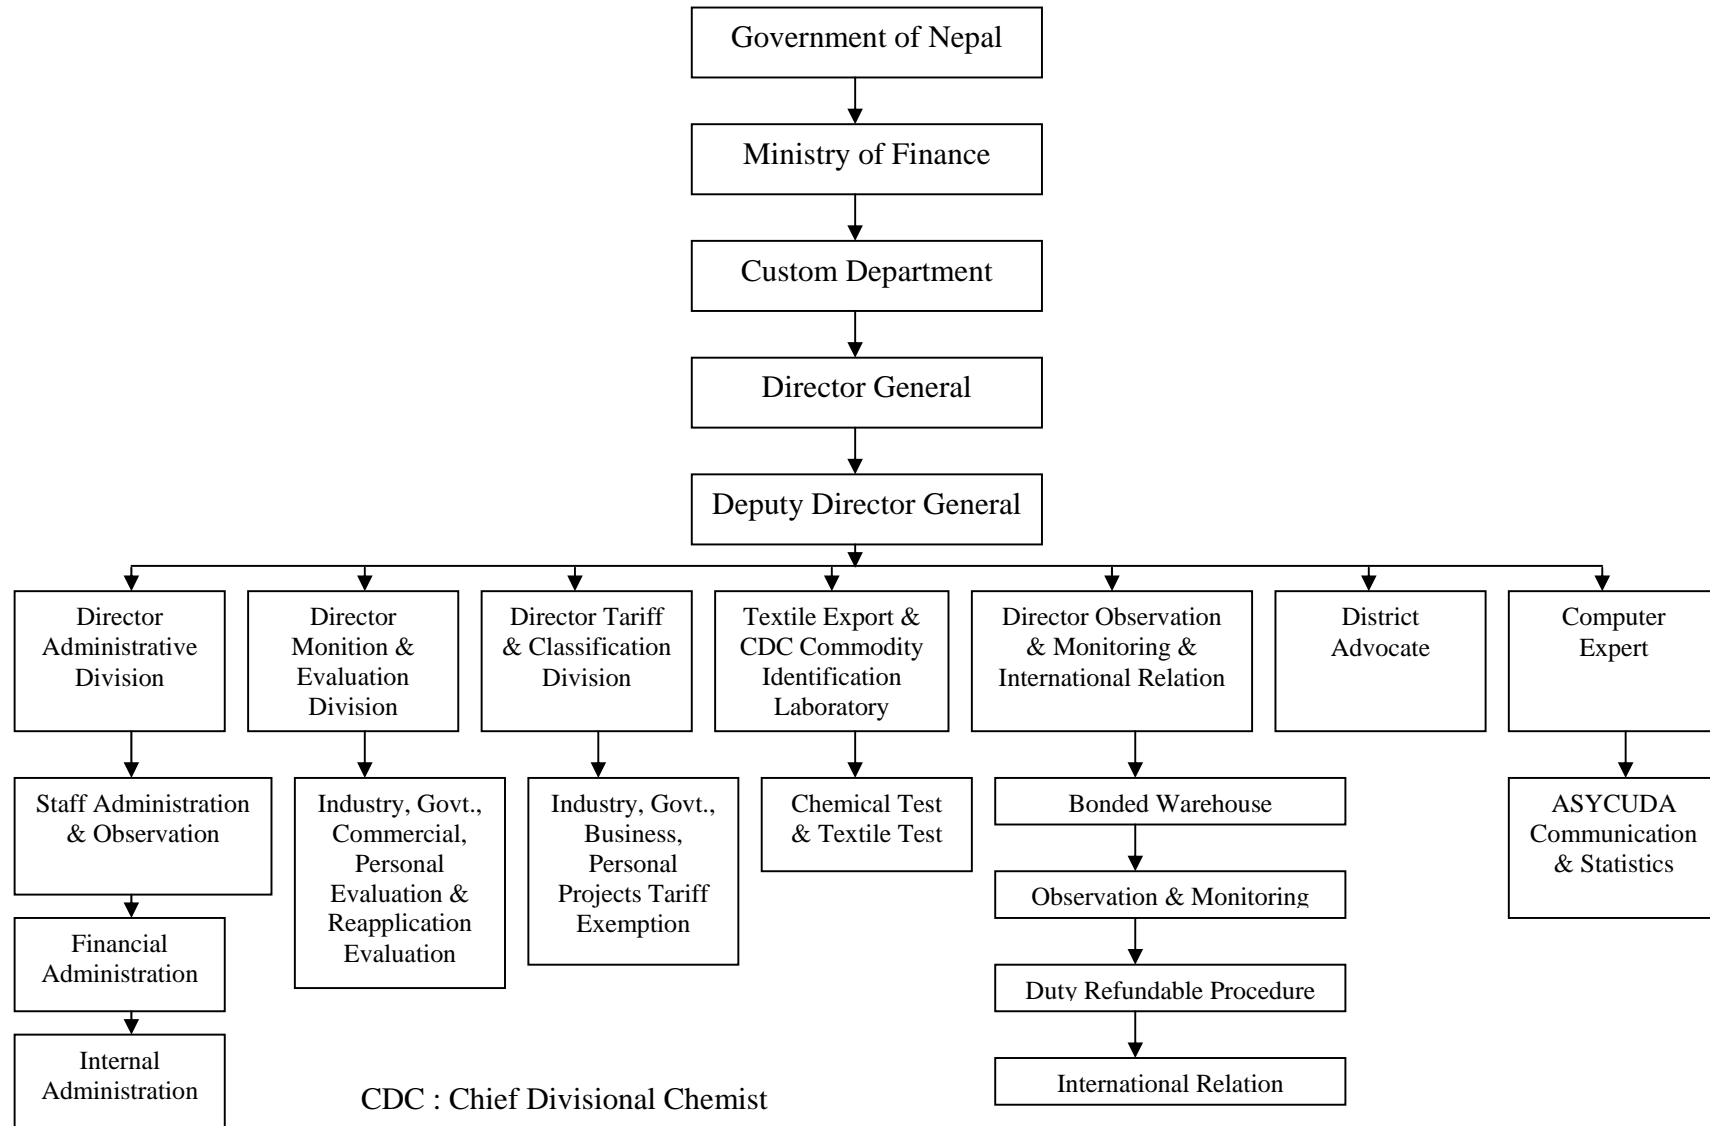 Government of Nepal
Ministry of Finance
Custom Department
Director General
Deputy Director General
Director
Administrative
Division
Director
Monition &
Evaluation
Division
Director Tariff
& Classification
Division
Textile Export &
CDC Commodity
Identification
Laboratory
Director Observation
& Monitoring &
International Relation
District
Advocate
Computer
Expert
Staff Administration
& Observation
Financial
Administration
Internal
Administration
Industry, Govt.,
Commercial,
Personal
Evaluation &
Reapplication
Evaluation
Industry, Govt.,
Business,
Personal
Projects Tariff
Exemption
Chemical Test
& Textile Test
Bonded Warehouse
Observation & Monitoring
Duty Refundable Procedure
International Relation
ASYCUDA
Communication
& Statistics
CDC : Chief Divisional Chemist